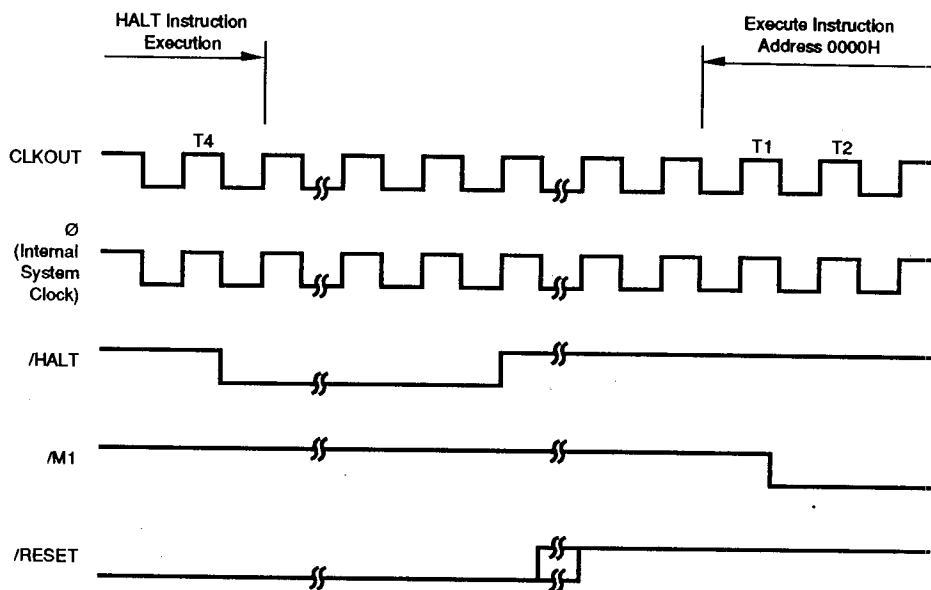 HALT Instruction
Execution
Execute Instruction
Address 0000H
T4
T1
T2
CLKOUT
Ø
(Internal
System
Clock)
/HALT
/M1
/RESET